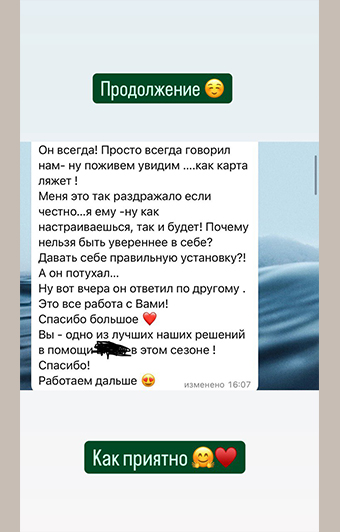 Продолжение ☺️
Он всегда! Просто всегда говорил
нам- ну поживем увидим ....как карта
ляжет !
Меня это так раздражало если
честно...я ему -ну как
настраиваешься, так и будет! Почему
нельзя быть увереннее в себе?
Давать себе правильную установку?!
А он потухал...
Ну вот вчера он ответил по другому .
Это все работа с Вами!
Спасибо большое ❤️
Вы - одно из лучших наших решений
в помощи в этом сезоне !
Спасибо!
Работаем дальше 😍
изменено 16:07
Как приятно 🤗♥️